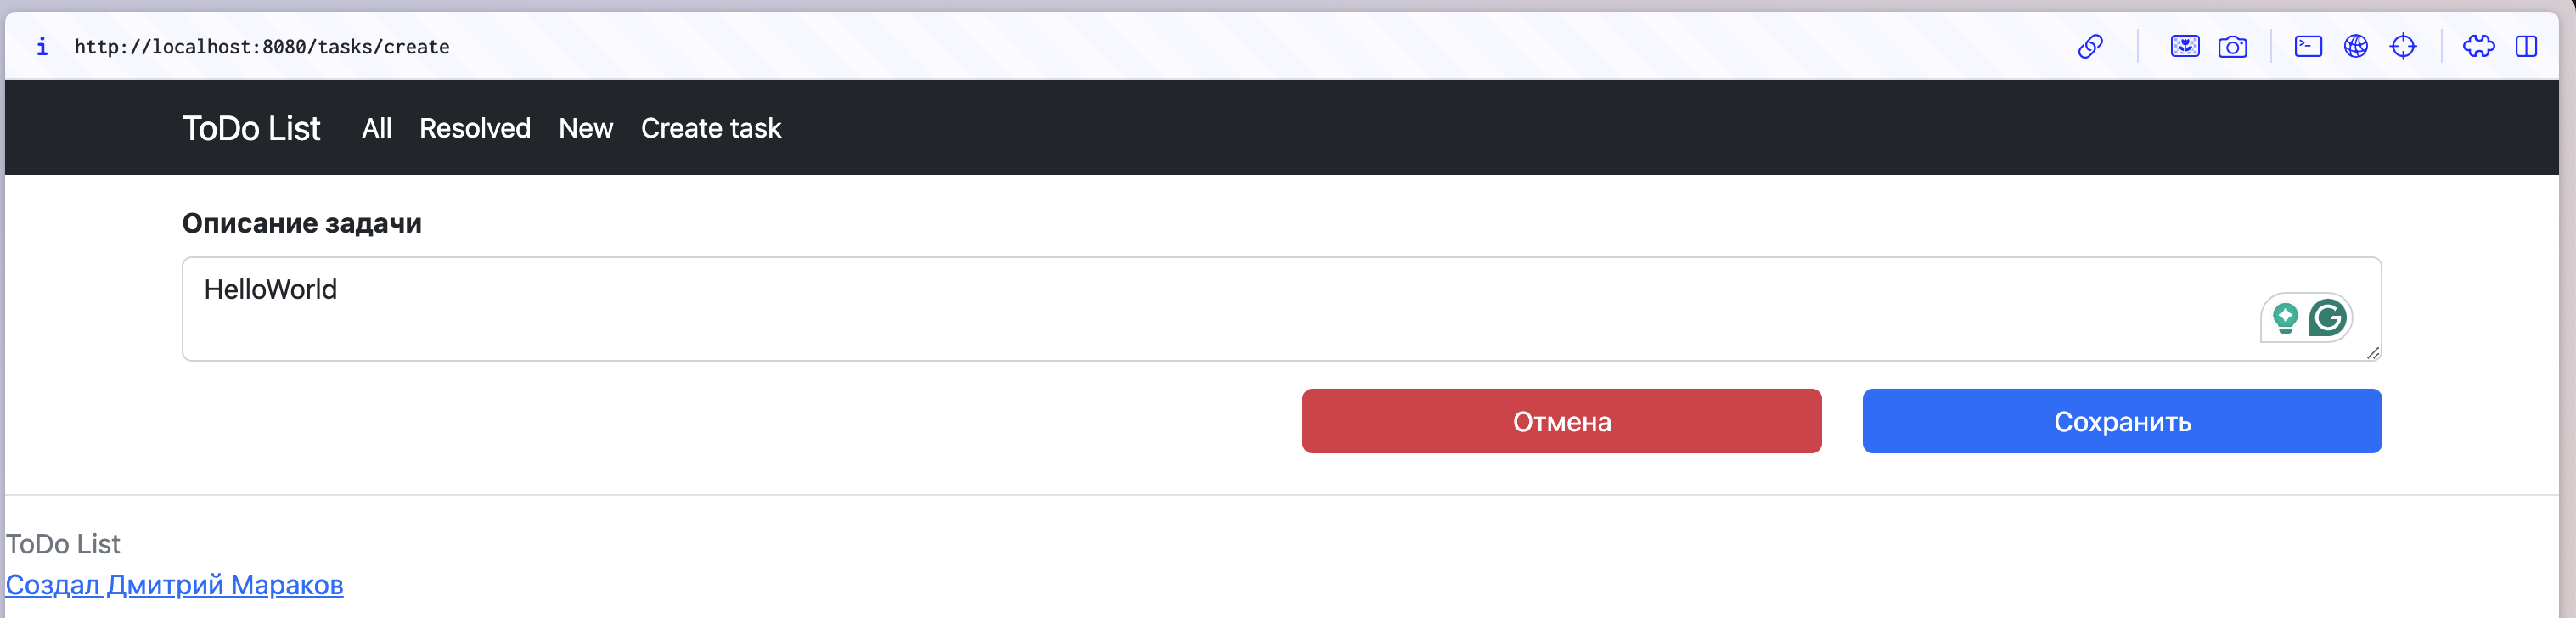 http://localhost:8080/tasks/create
ToDo List All Resolved New Create task
Описание задачи
HelloWorld
Отмена Сохранить
ToDo List
Создал Дмитрий Мараков